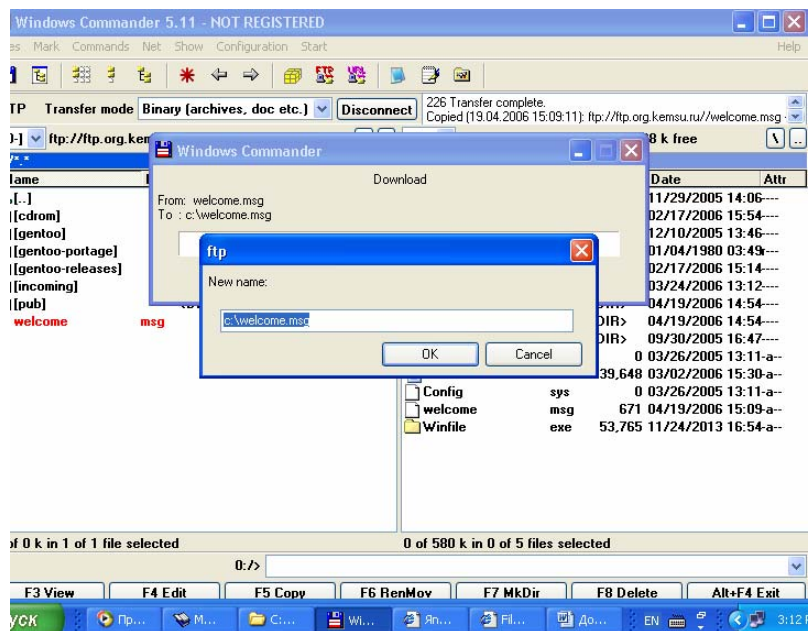 Windows Commander 5.11 - NOT REGISTERED
es Mark Commands Net Show Configuration Start Help
TP Transfer mode Binary (archives, doc etc.) Disconnect
226 Transfer complete.
Copied (19.04.2006 15:09:11): ftp://ftp.org.kemsu.ru//welcome.msg -
ftp://ftp.org.ken
8 k free \ ..
Windows Commander
Download
From: welcome.msg
To : c:\welcome.msg
ftp
New name:
c:\welcome.msg
OK Cancel
ame
[..]
[cdrom]
[gentoo]
[gentoo-portage]
[gentoo-releases]
[incoming]
[pub]
welcome msg
Date Attr
11/29/2005 14:06----
02/17/2006 15:54----
12/10/2005 13:46----
01/04/1980 03:49r----
02/17/2006 15:14----
03/24/2006 13:12----
04/19/2006 14:54----
DIR> 04/19/2006 14:54----
DIR> 09/30/2005 16:47----
0 03/26/2005 13:11-a--
39,648 03/02/2006 15:30-a--
Config sys 0 03/26/2005 13:11-a--
welcome msg 671 04/19/2006 15:09-a--
Winfile exe 53,765 11/24/2013 16:54-a--
of 0 k in 1 of 1 file selected
0 of 580 k in 0 of 5 files selected
0:/>
F3 View F4 Edit F5 Copy F6 RenMov F7 MkDir F8 Delete Alt+F4 Exit
уск Пр... М... C:... Wi... Ян... Fil... До... EN 3:12